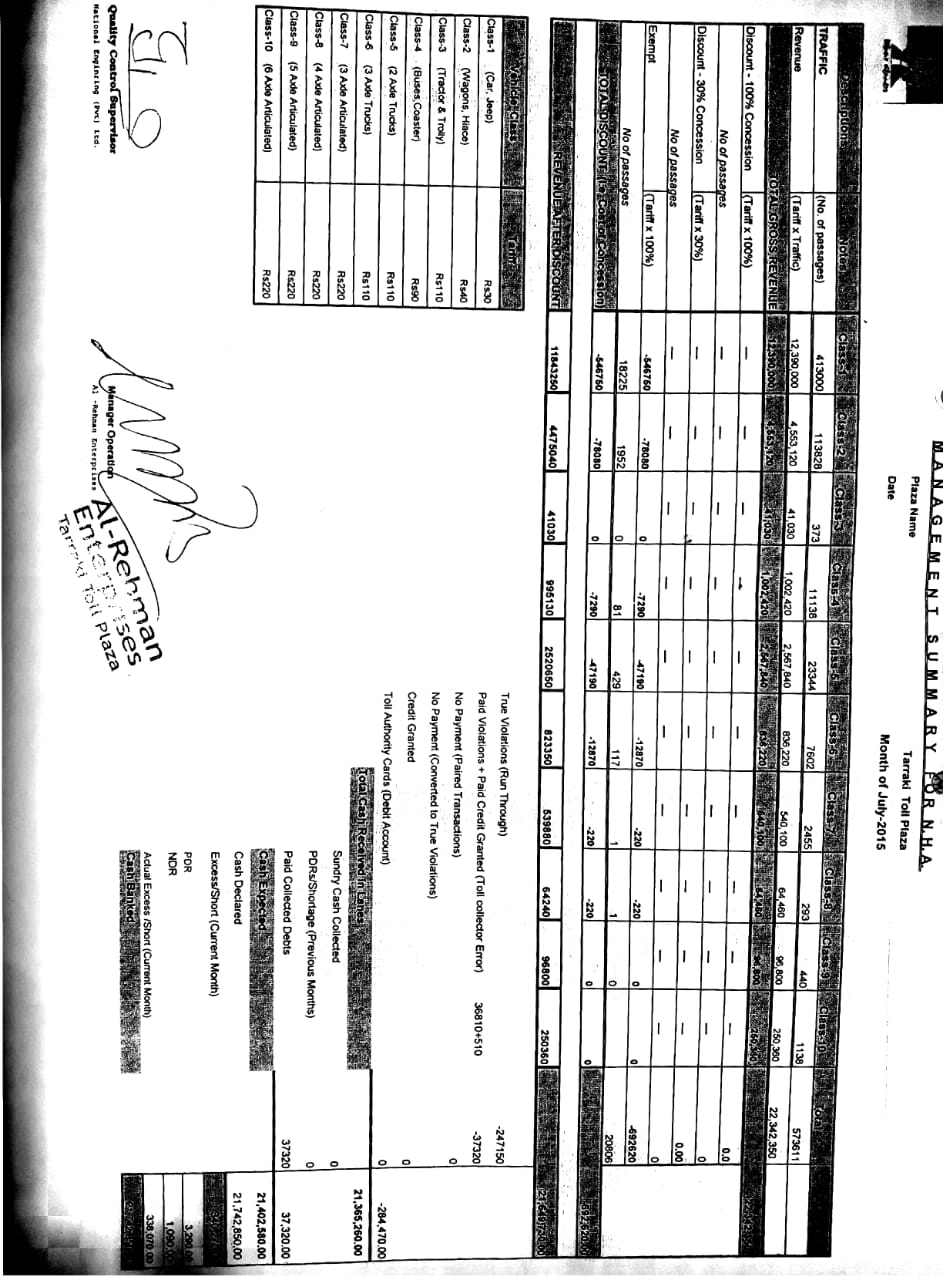 MANAGEMENT SUMMARY FOR N.H.A.
Plaza Name Tarraki Toll Plaza
Date Month of July-2015
Descriptions Notes Class-1 Class-2 Class-3 Class-4 Class-5 Class-6 Class-7 Class-8 Class-9 Class-10 Total
TRAFFIC (No. of passages) 413000 113828 373 11138 23344 7602 2455 293 440 1138 573611
Revenue (Tariff x Traffic) 12,390,000 4,553,120 41,030 1,002,420 2,567,840 836,220 540,100 64,460 96,800 250,360 22,342,350
TOTAL GROSS REVENUE 12,390,000 4,553,120 41,030 1,002,420 2,567,840 836,220 540,100 64,460 96,800 250,360
Discount - 100% Concession (Tariff x 100%) — — — — — — — — — — 0.0
No of passages — — — — — — — — — — 0
Discount - 30% Concession (Tariff x 30%) — — — — — — — — — — 0.00
No of passages — — — — — — — — — — 0
Exempt (Tariff x 100%) -546750 -78080 0 -7290 -47190 -12870 -220 -220 0 0 -692620
No of passages 18225 1952 0 81 429 117 1 1 0 20806
TOTAL DISCOUNT (i.e. Cost of Concession) -546750 -78080 0 -7290 -47190 -12870 -220 -220 0 0 -692620.00
REVENUE AFTER DISCOUNT 11843250 4475040 41030 995130 2520650 823350 539880 64240 96800 250360
Vehicle Class Tariff
Class-1 (Car, Jeep) Rs30
Class-2 (Wagons, Hiace) Rs40
Class-3 (Tractor & Trolly) Rs110
Class-4 (Buses, Coaster) Rs90
Class-5 (2 Axle Trucks) Rs110
Class-6 (3 Axle Trucks) Rs110
Class-7 (3 Axle Articulated) Rs220
Class-8 (4 Axle Articulated) Rs220
Class-9 (5 Axle Articulated) Rs220
Class-10 (6 Axle Articulated) Rs220
True Violations (Run Through) -247150
Paid Violations + Paid Credit Granted (Toll collector Error) 36810+510 -37320
No Payment (Paired Transactions) 0
No Payment (Converted to True Violations)
Credit Granted 0
Toll Authority Cards (Debit Account) 0 -284,470.00
Total Cash Received In Lanes 21,365,260.00
Sundry Cash Collected 0
PDRs/Shortage (Previous Months) 0
Paid Collected Debts 37320 37,320.00
Cash Expected 21,402,580.00
Cash Declared 21,742,850.00
Excess/Short (Current Month)
PDR 3,290.00
NDR 1,090.00
Actual Excess /Short (Current Month) 338,070.00
Cash Banked
Quality Control Supervisor
National Enginring (Pvt) Ltd.
Manager Operation
Al -Rehman Enterprises
Al-Rehman
Enterprises
Tarraki Toll Plaza